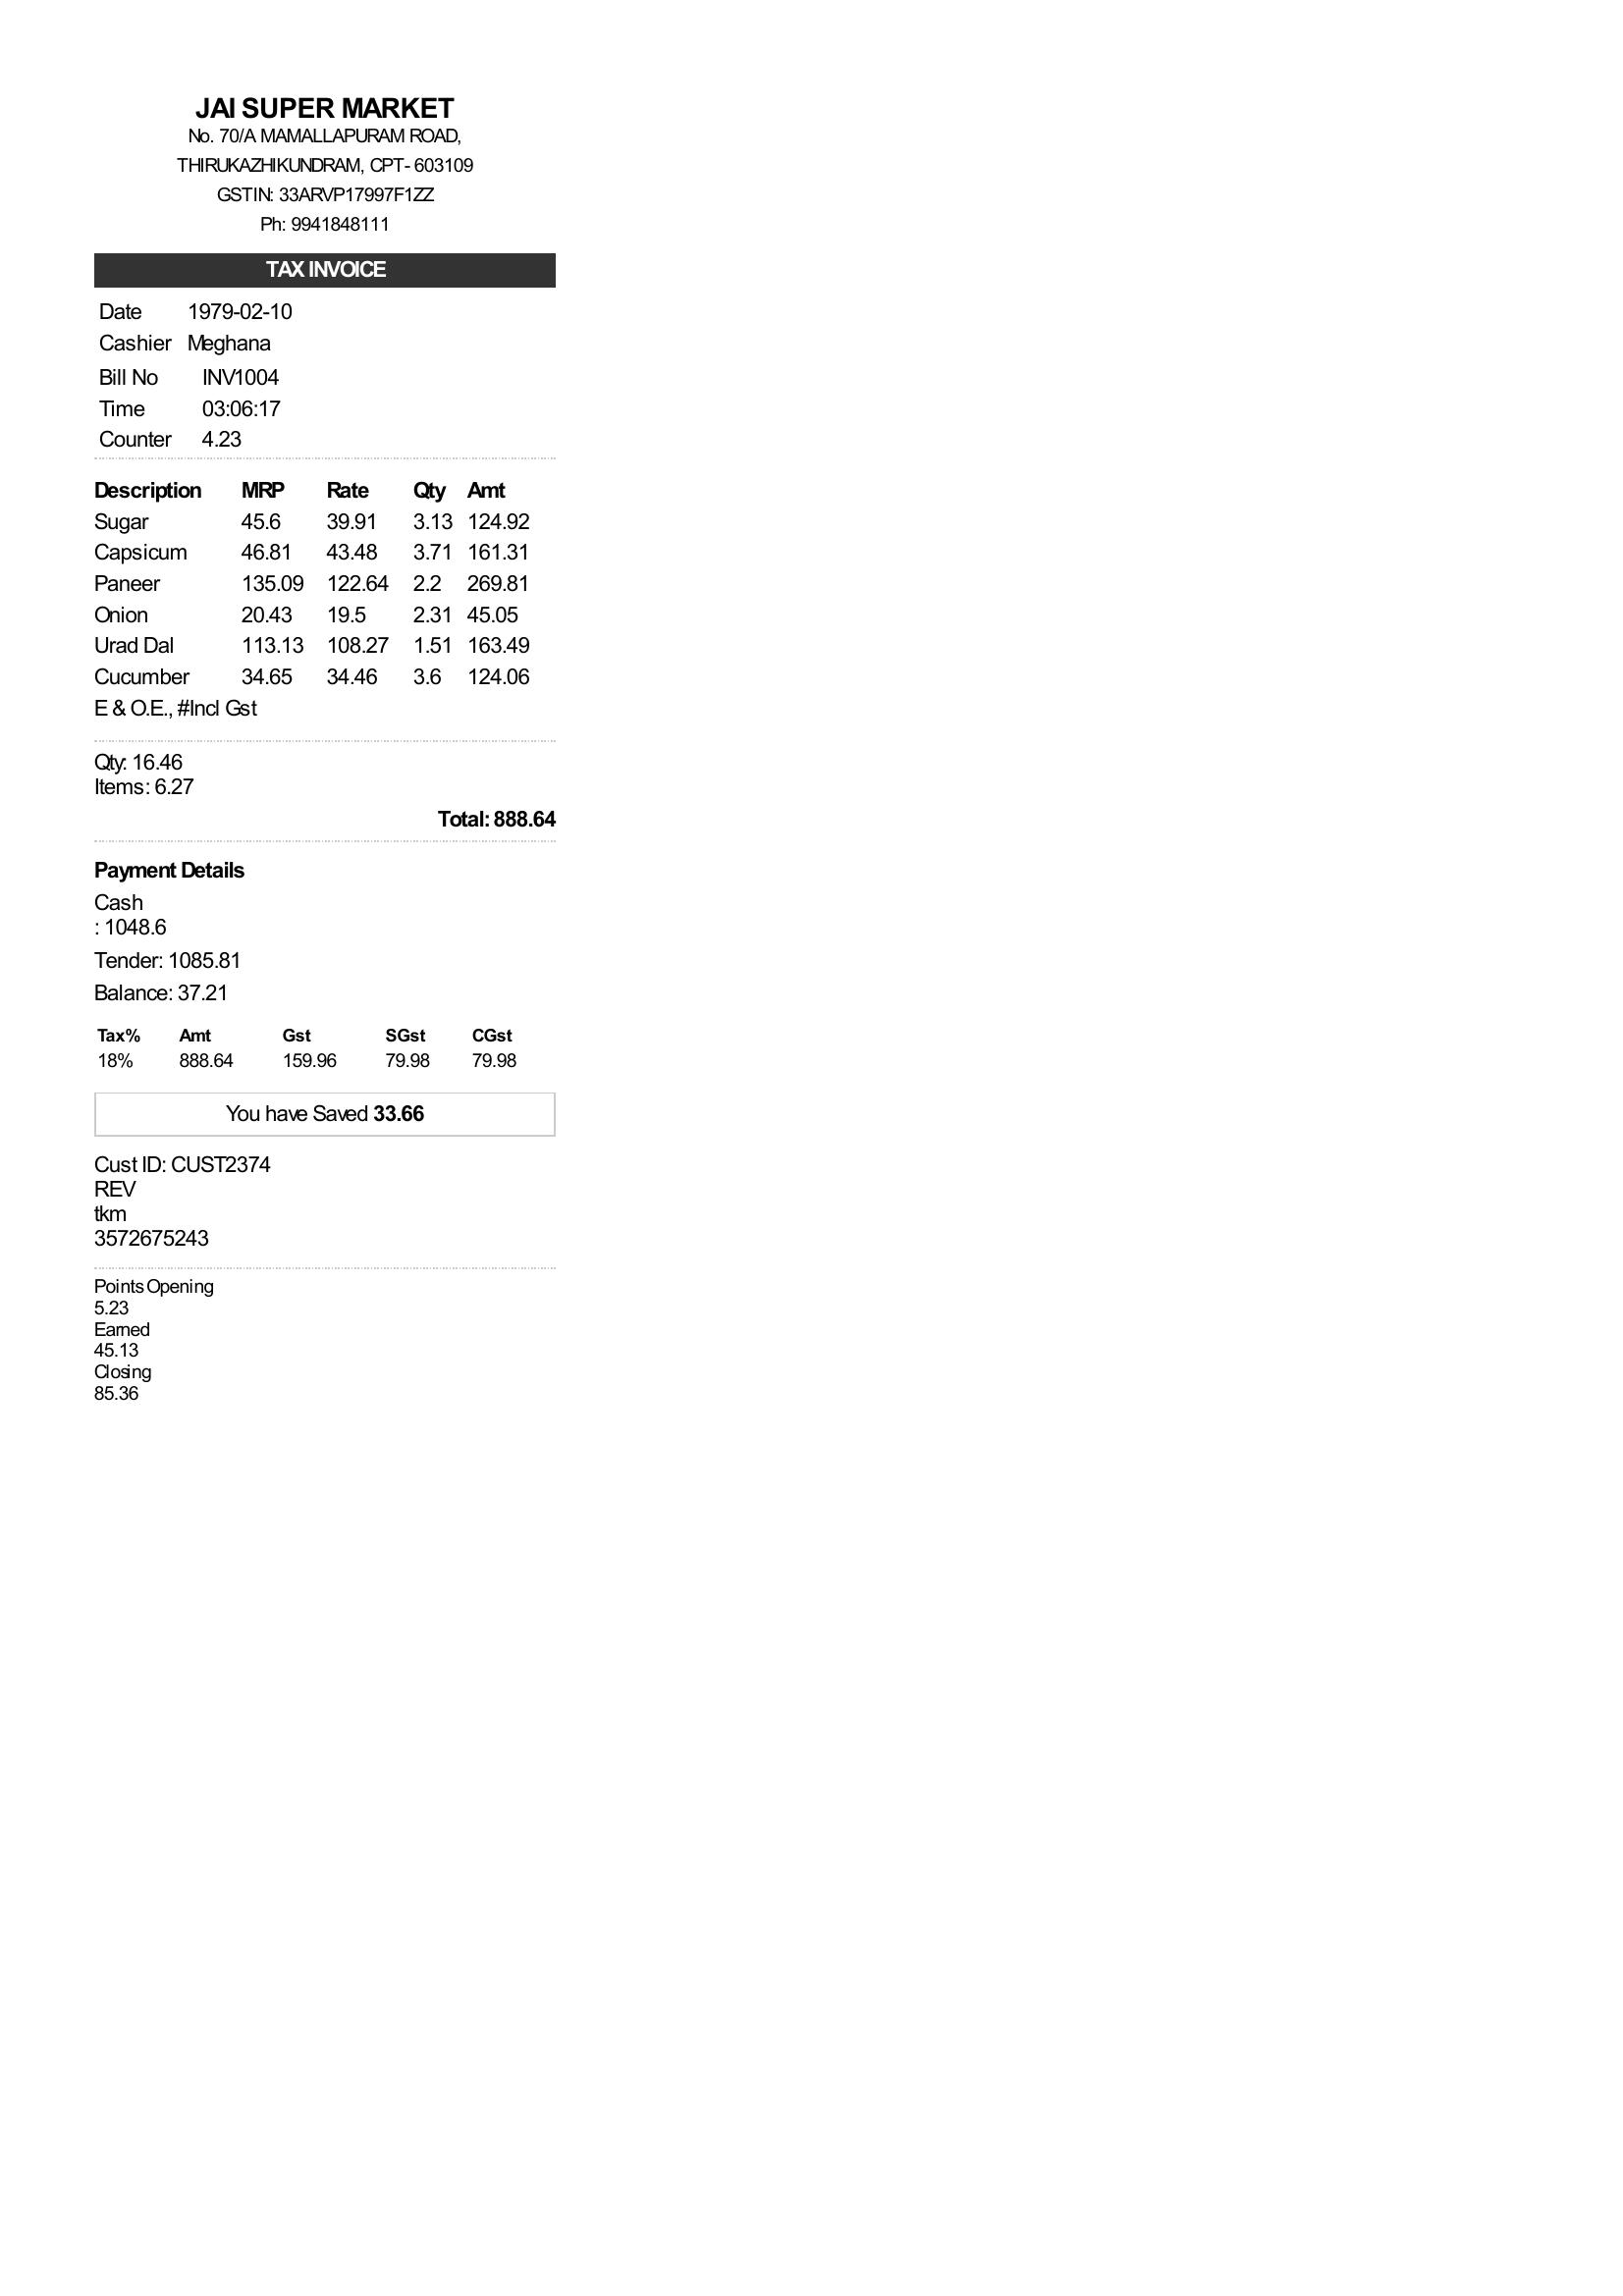 JAI SUPER MARKET
No. 70/A MAMALLAPURAM ROAD,
THIRUKAZHIKUNDRAM, CPT- 603109
GSTIN: 33ARVP17997F1ZZ
Ph: 9941848111
TAX INVOICE
Date 1979-02-10
Cashier Meghana
Bill No INV1004
Time 03:06:17
Counter 4.23
Description MRP Rate Qty Amt
Sugar 45.6 39.91 3.13 124.92
Capsicum 46.81 43.48 3.71 161.31
Paneer 135.09 122.64 2.2 269.81
Onion 20.43 19.5 2.31 45.05
Urad Dal 113.13 108.27 1.51 163.49
Cucumber 34.65 34.46 3.6 124.06
E & O.E., #Incl Gst
Qty: 16.46
Items: 6.27
Total: 888.64
Payment Details
Cash
: 1048.6
Tender: 1085.81
Balance: 37.21
Tax% Amt Gst SGst CGst
18% 888.64 159.96 79.98 79.98
You have Saved 33.66
Cust ID: CUST2374
REV
tkm
3572675243
Points Opening
5.23
Earned
45.13
Closing
85.36